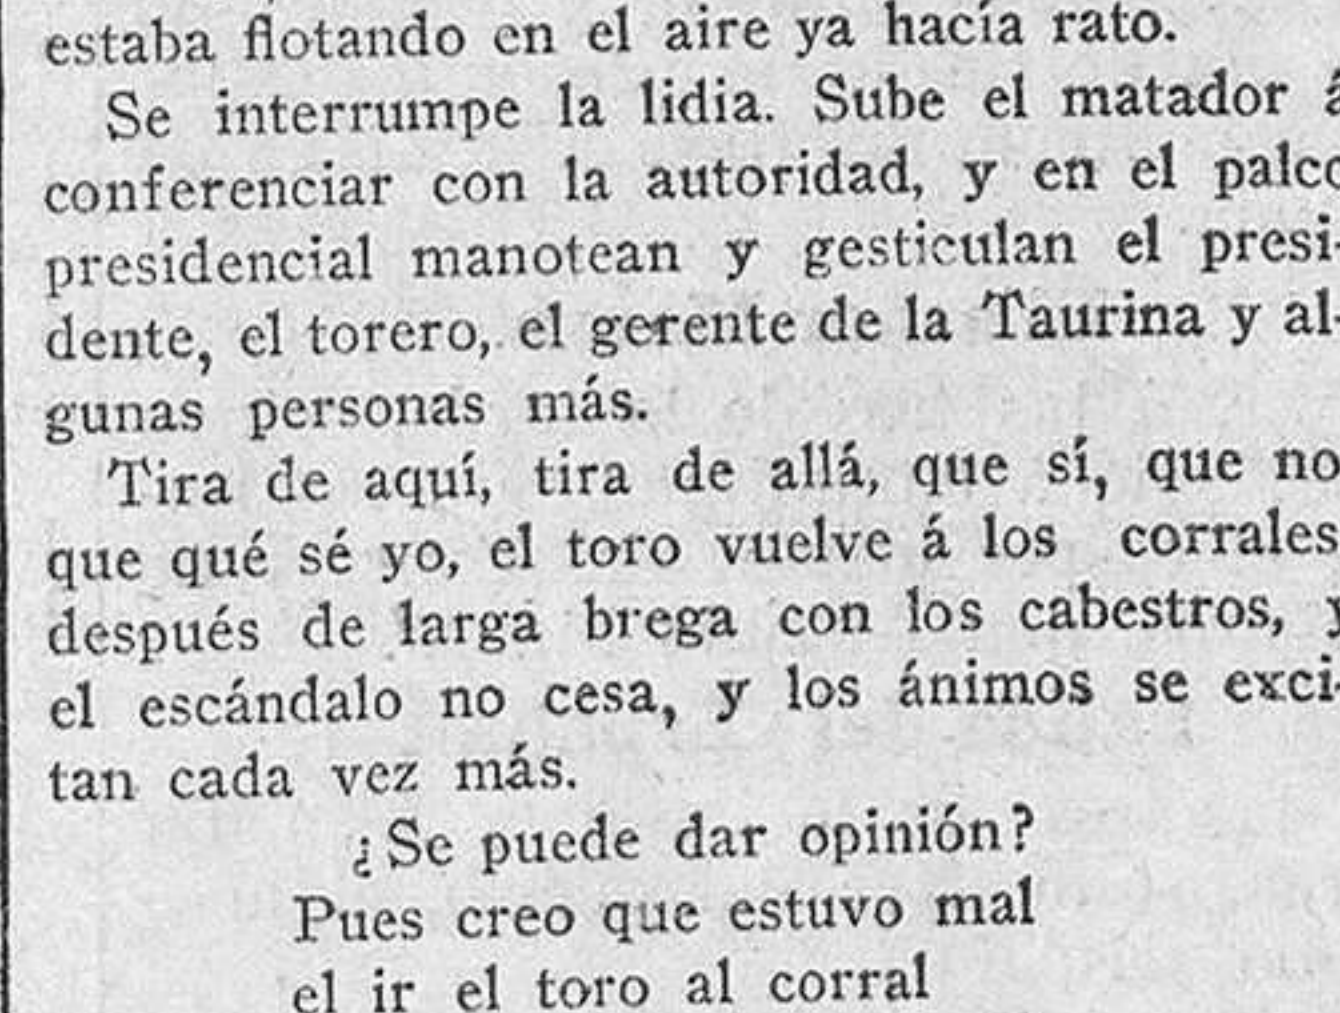 estaba flotando en el aire ya hacía rato.
Se interrumpe la lidia. Sube el matador á
conferenciar con la autoridad, y en el palco
presidencial manotean y gesticulan el presi-
dente, el torero, el gerente de la Taurina y al-
gunas personas más.
Tira de aquí, tira de allá, que sí, que no
que qué sé yo, el toro vuelve á los corrales
después de larga brega con los cabestros, y
el escándalo no cesa, y los ánimos se exci-
tan cada vez más.
¿Se puede dar opinión?
Pues creo que estuvo mal
el ir el toro al corral